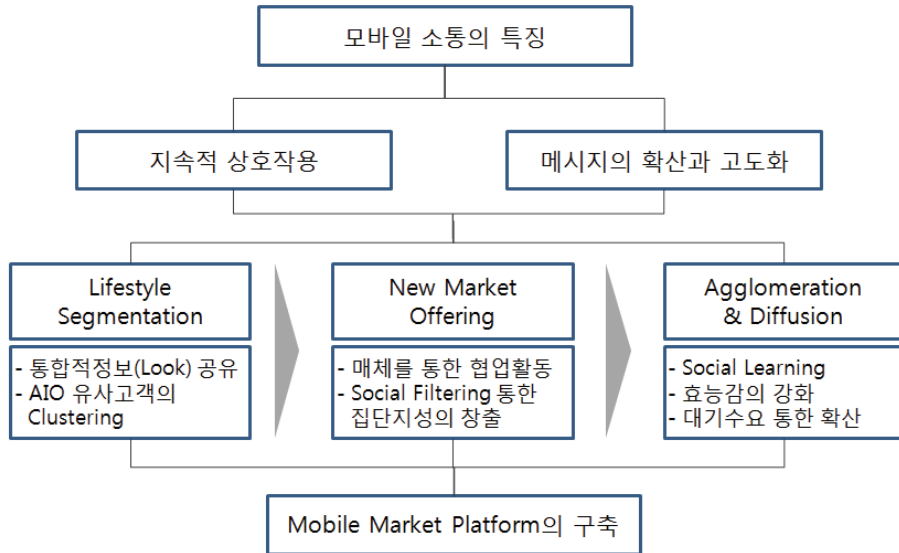 모바일 소통의 특징
지속적 상호작용
메시지의 확산과 고도화
Lifestyle
Segmentation
- 통합적정보(Look) 공유
- AIO 유사고객의
Clustering
New Market
Offering
- 매체를 통한 협업활동
- Social Filtering 통한
집단지성의 창출
Agglomeration
& Diffusion
- Social Learning
- 효능감의 강화
- 대기수요 통한 확산
Mobile Market Platform의 구축